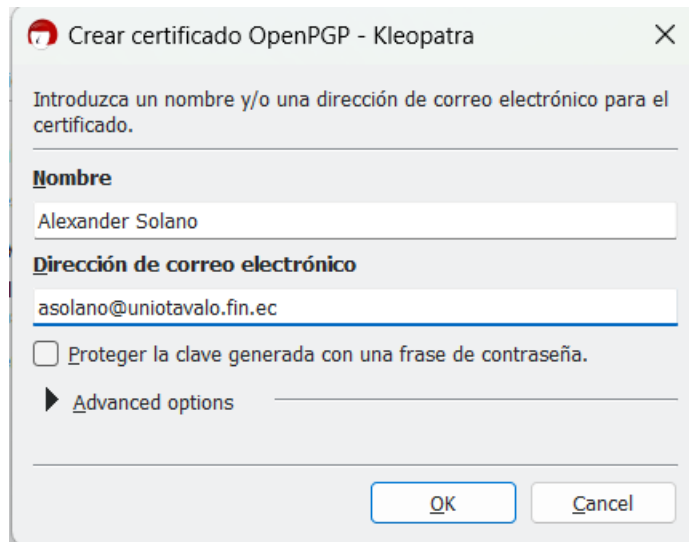 Crear certificado OpenPGP - Kleopatra
Introduzca un nombre y/o una dirección de correo electrónico para el
certificado.
Nombre
Alexander Solano
Dirección de correo electrónico
asolano@uniotavalo.fin.ec
Proteger la clave generada con una frase de contraseña.
Advanced options
OK
Cancel